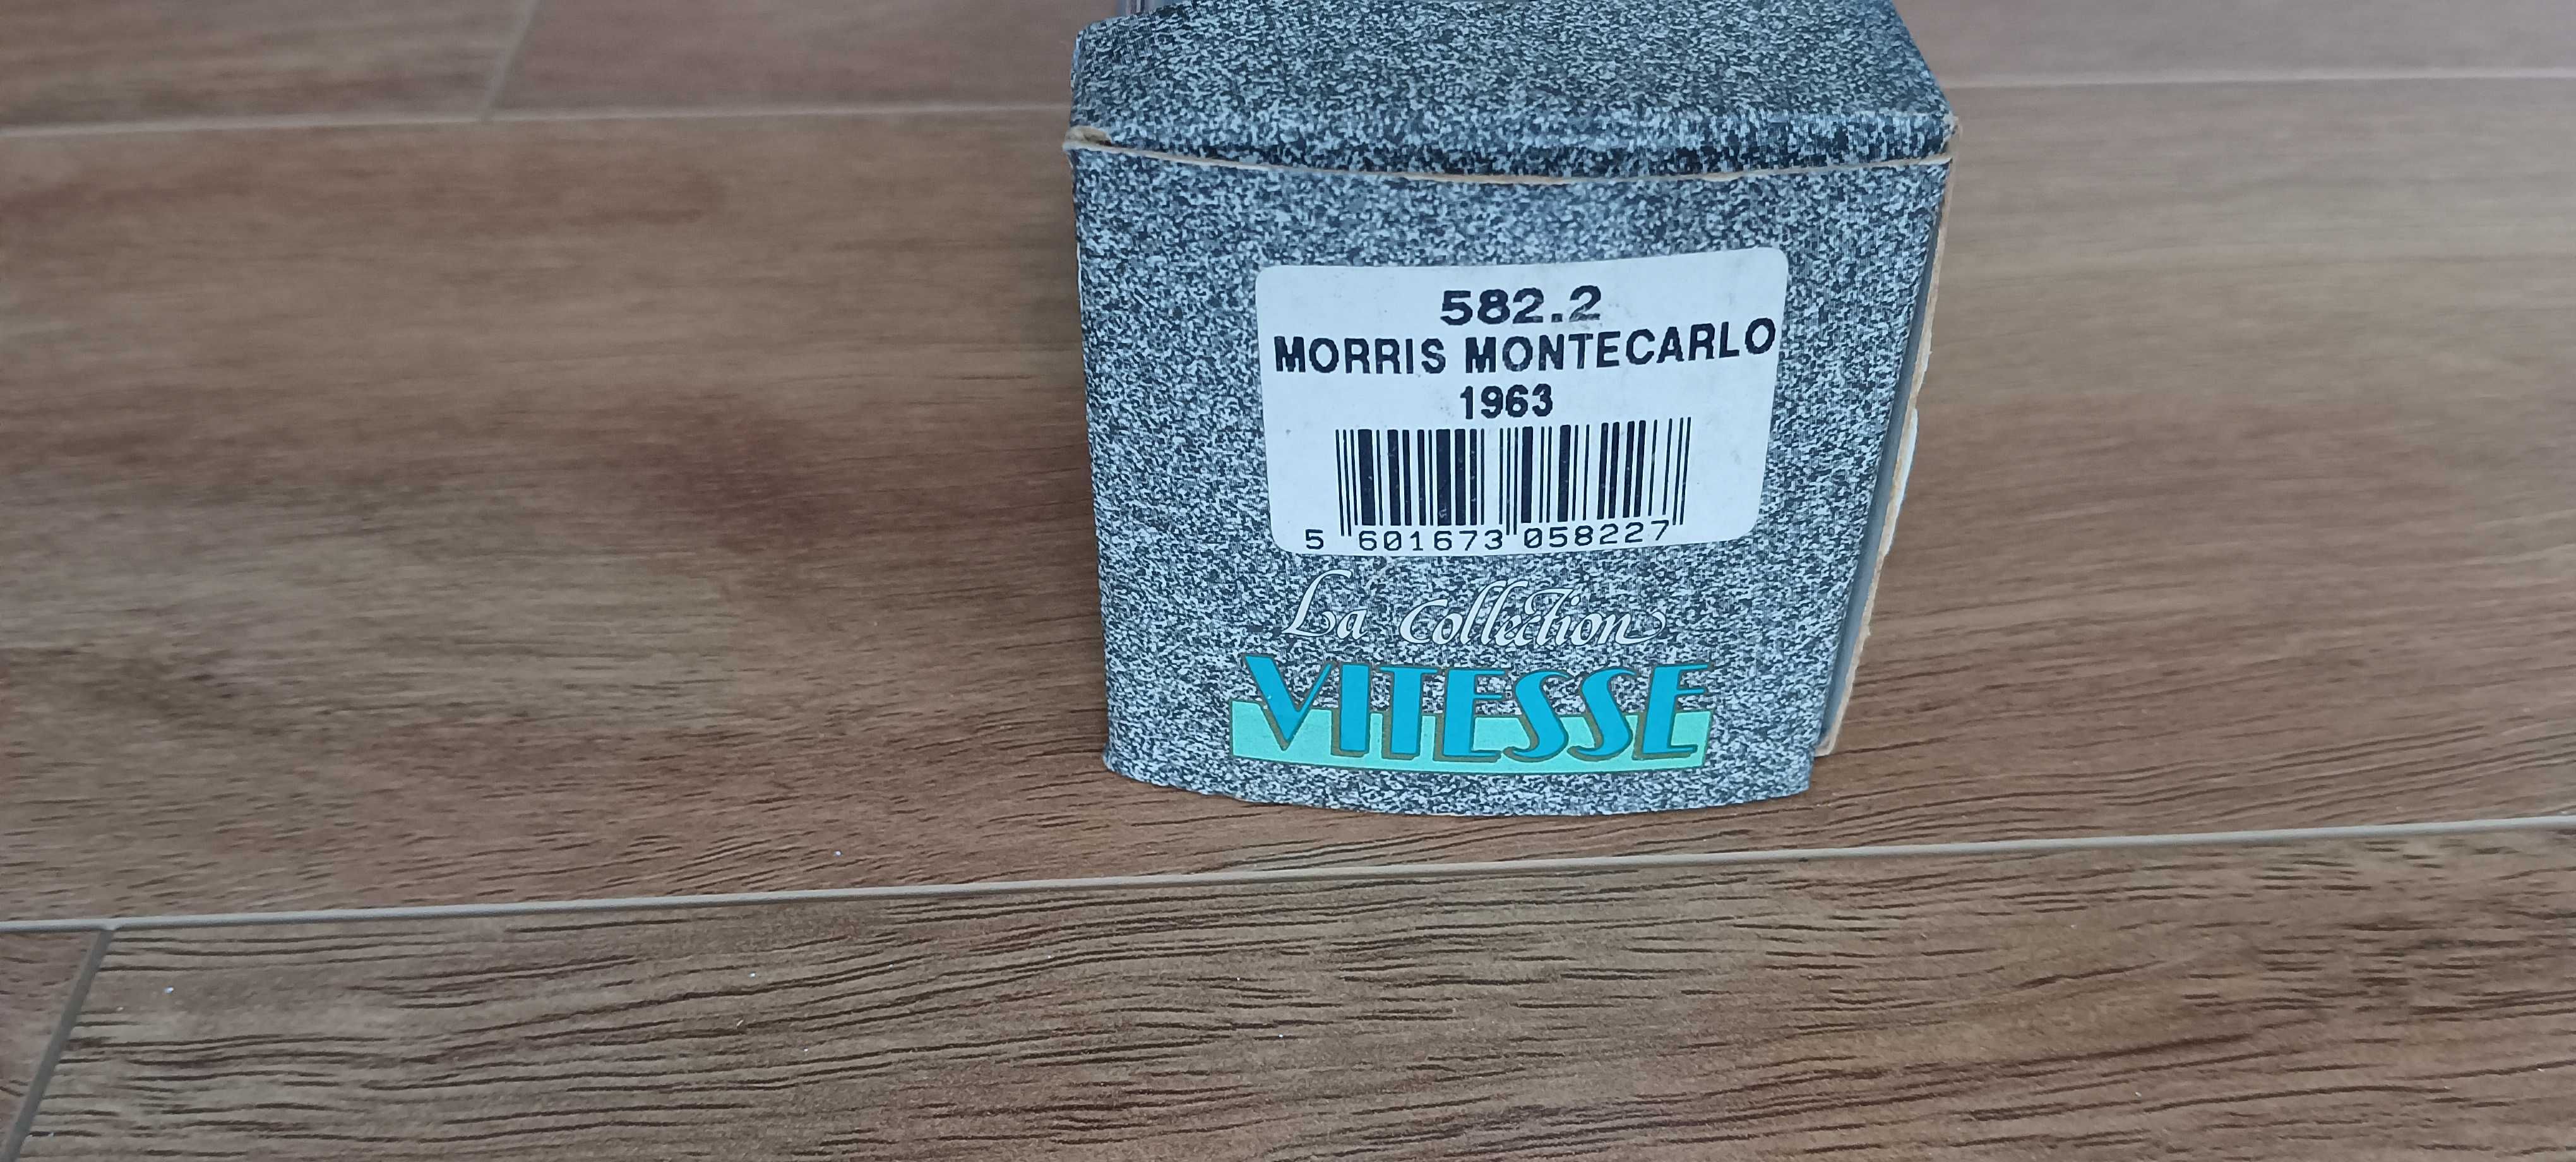 582.2
MORRIS MONTECARLO
1963
5 601673 058227
La Collection
VITESSE